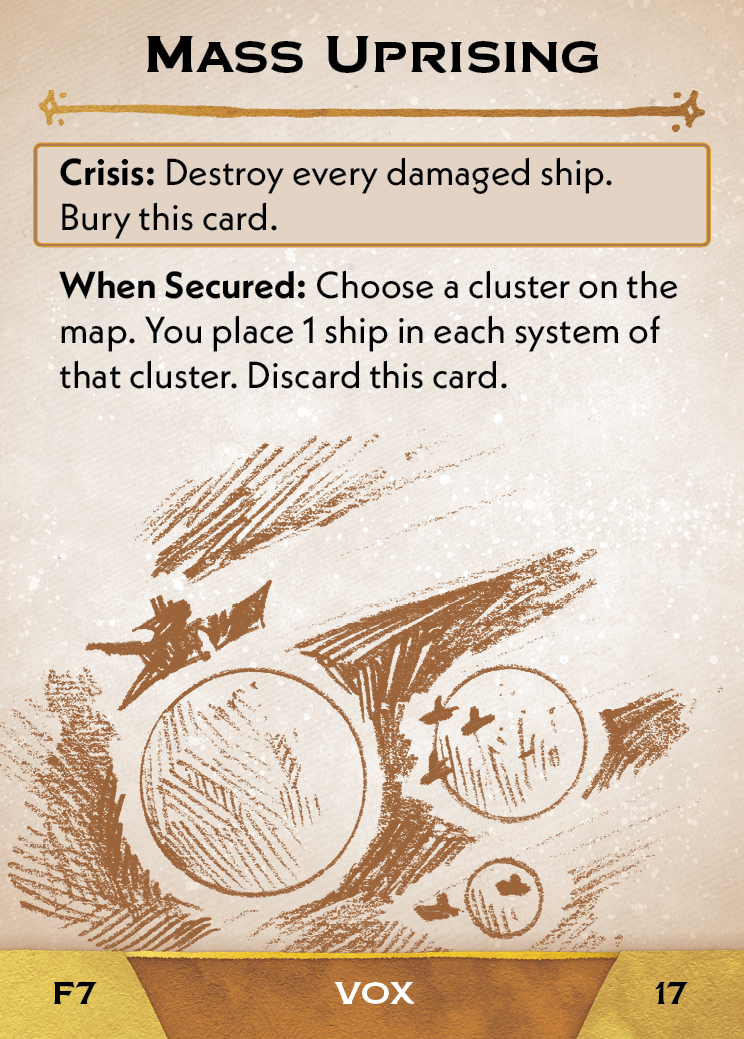 Mass Uprising
Crisis: Destroy every damaged ship.
Bury this card.
When Secured: Choose a cluster on the
map. You place 1 ship in each system of
that cluster. Discard this card.
F7 VOX 17